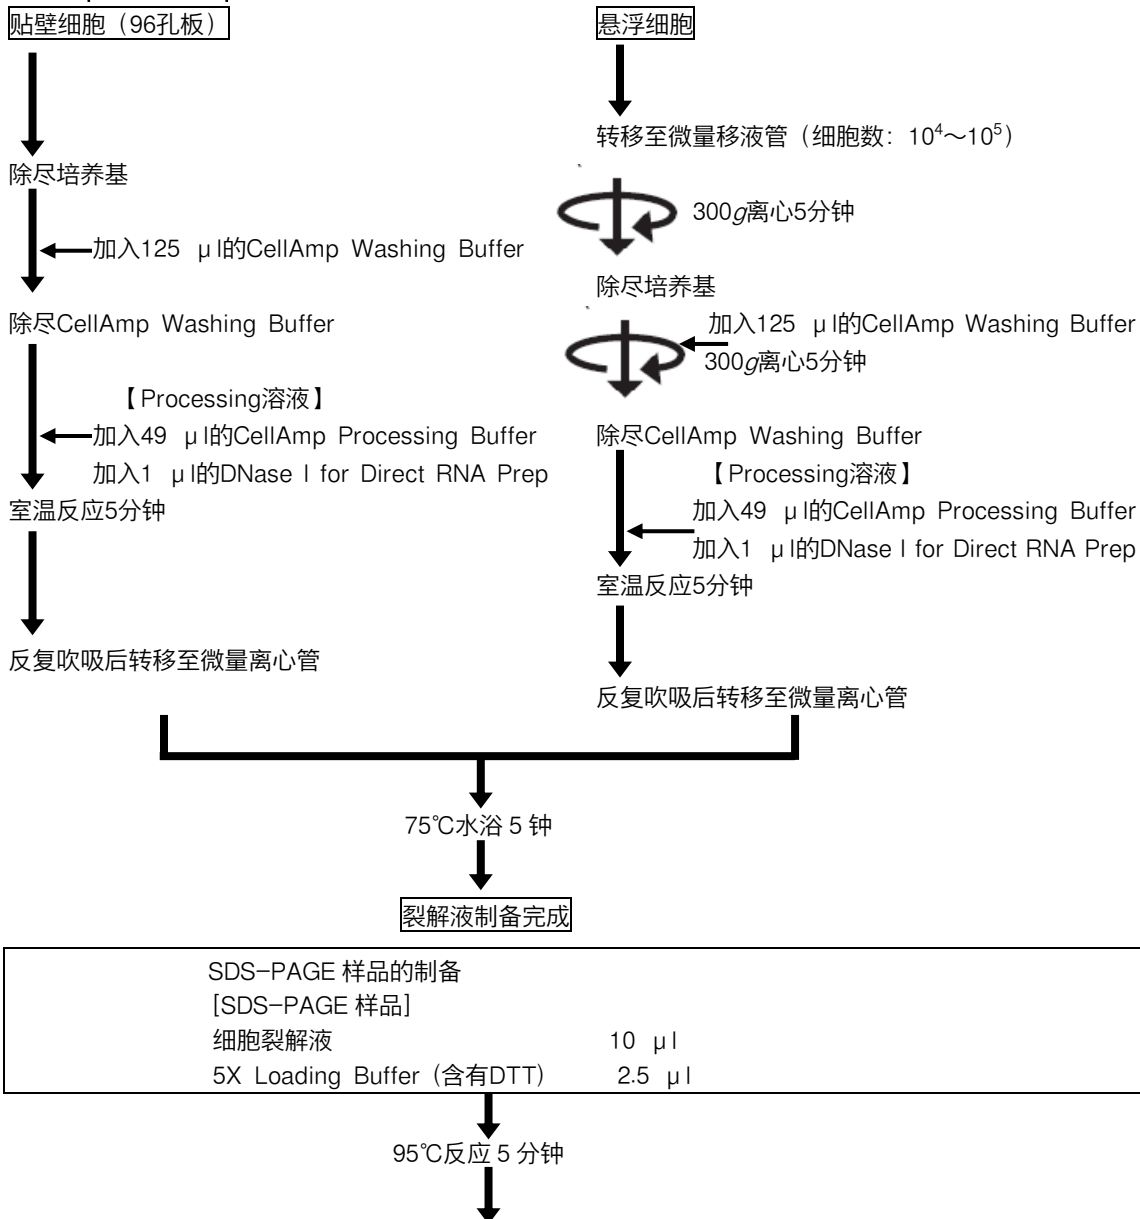 贴壁细胞（96孔板）
除尽培养基
加入125 μl的CellAmp Washing Buffer
除尽CellAmp Washing Buffer
【Processing溶液】
加入49 μl的CellAmp Processing Buffer
加入1 μl的DNase I for Direct RNA Prep
室温反应5分钟
反复吹吸后转移至微量离心管
悬浮细胞
转移至微量移液管（细胞数：10⁴～10⁵）
300g离心5分钟
除尽培养基
加入125 μl的CellAmp Washing Buffer
300g离心5分钟
除尽CellAmp Washing Buffer
【Processing溶液】
加入49 μl的CellAmp Processing Buffer
加入1 μl的DNase I for Direct RNA Prep
室温反应5分钟
反复吹吸后转移至微量离心管
75℃水浴 5 钟
裂解液制备完成
SDS-PAGE 样品的制备
[SDS-PAGE 样品]
细胞裂解液 10 μl
5X Loading Buffer (含有DTT) 2.5 μl
95℃反应 5 分钟